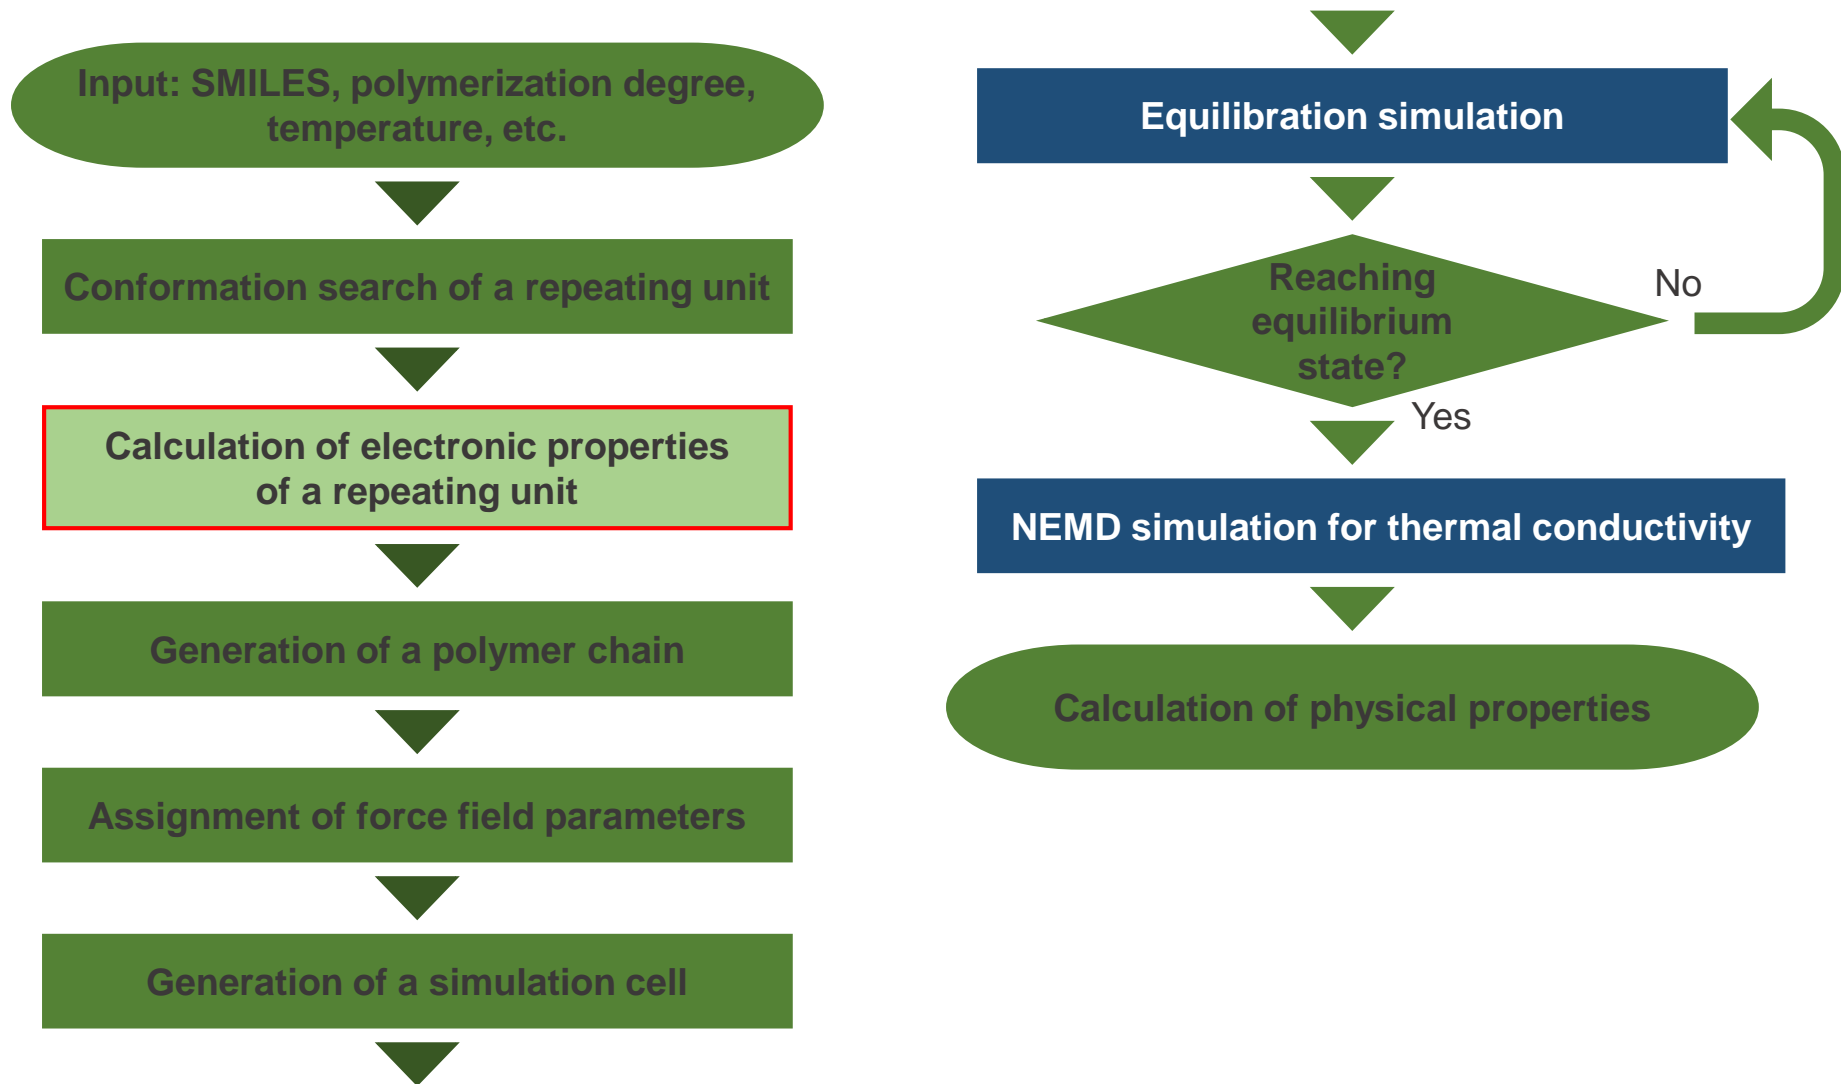 Input: SMILES, polymerization degree,
temperature, etc.
Conformation search of a repeating unit
Calculation of electronic properties
of a repeating unit
Generation of a polymer chain
Assignment of force field parameters
Generation of a simulation cell
Equilibration simulation
Reaching
equilibrium
state?
No
Yes
NEMD simulation for thermal conductivity
Calculation of physical properties